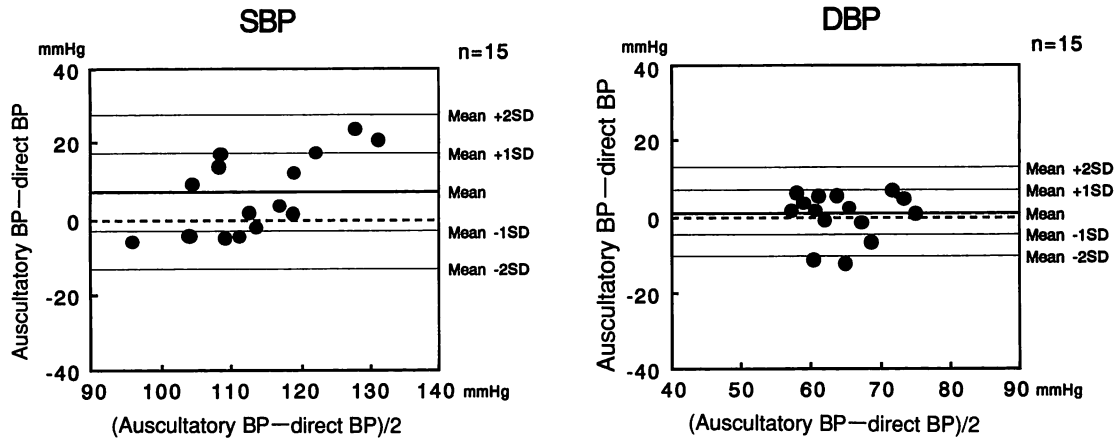 SBP
mmHg
n=15
40
20
0
-20
-40
Auscultatory BP—direct BP
Mean +2SD
Mean +1SD
Mean
Mean -1SD
Mean -2SD
90 100 110 120 130 140 mmHg
(Auscultatory BP—direct BP)/2
DBP
mmHg
n=15
40
20
0
-20
-40
Auscultatory BP—direct BP
Mean +2SD
Mean +1SD
Mean
Mean -1SD
Mean -2SD
40 50 60 70 80 90 mmHg
(Auscultatory BP—direct BP)/2